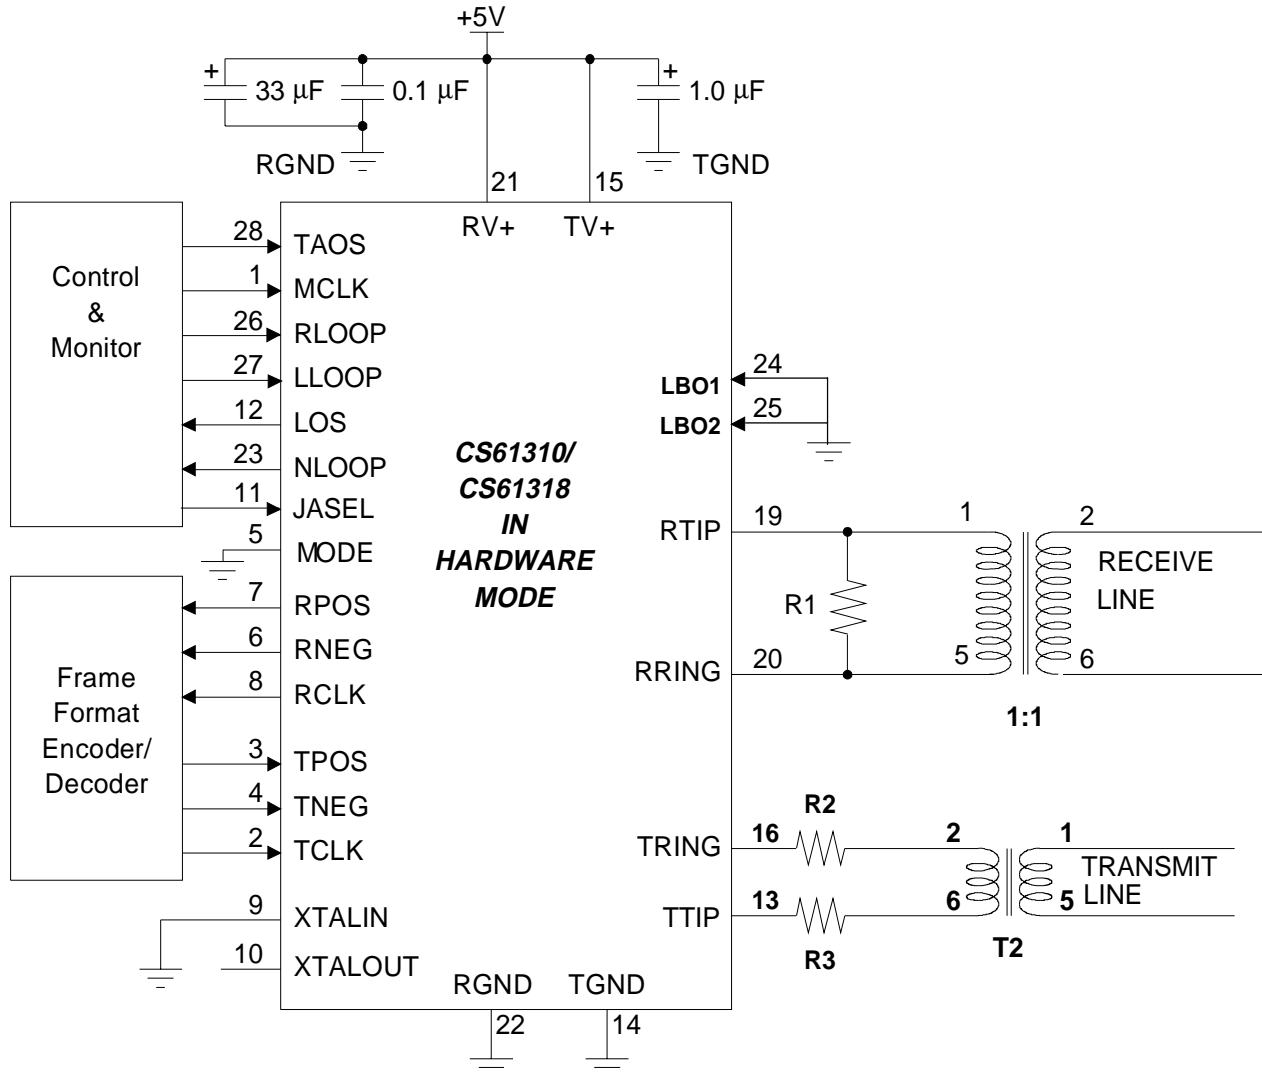 +5V
+ 33 µF
0.1 µF
+ 1.0 µF
RGND
TGND
21
15
RV+
TV+
Control
&
Monitor
28 TAOS
1 MCLK
26 RLOOP
27 LLOOP
12 LOS
23 NLOOP
11 JASEL
5 MODE
Frame
Format
Encoder/
Decoder
7 RPOS
6 RNEG
8 RCLK
3 TPOS
4 TNEG
2 TCLK
9 XTALIN
10 XTALOUT
CS61310/
CS61318
IN
HARDWARE
MODE
LBO1 24
LBO2 25
RTIP 19
R1
RRING 20
1
2
5
6
RECEIVE
LINE
1:1
TRING 16
R2
TTIP 13
R3
2
1
6
5
TRANSMIT
LINE
T2
RGND
TGND
22
14